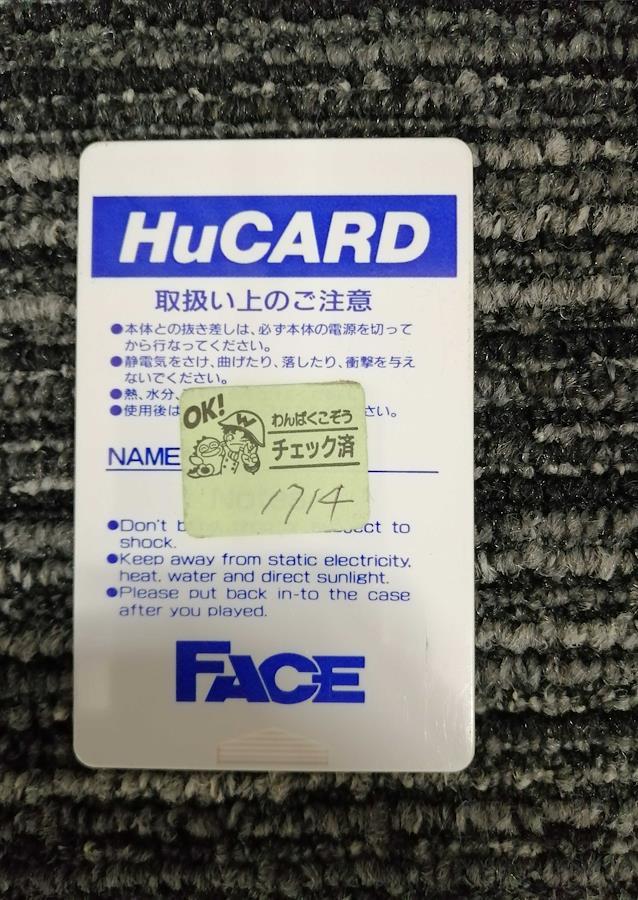 HuCARD
取扱い上のご注意
●本体との抜き差しは、必ず本体の電源を切って
から行なってください。
●静電気をさけ、曲げたり、落したり、衝撃を与え
ないでください。
●熱、水分、
●使用後は さい。
OK!
わんぱくこぞう
チェック済
1714
NAME
●Don't to
shock.
●Keep away from static electricity,
heat, water and direct sunlight.
●Please put back in-to the case
after you played.
FACE